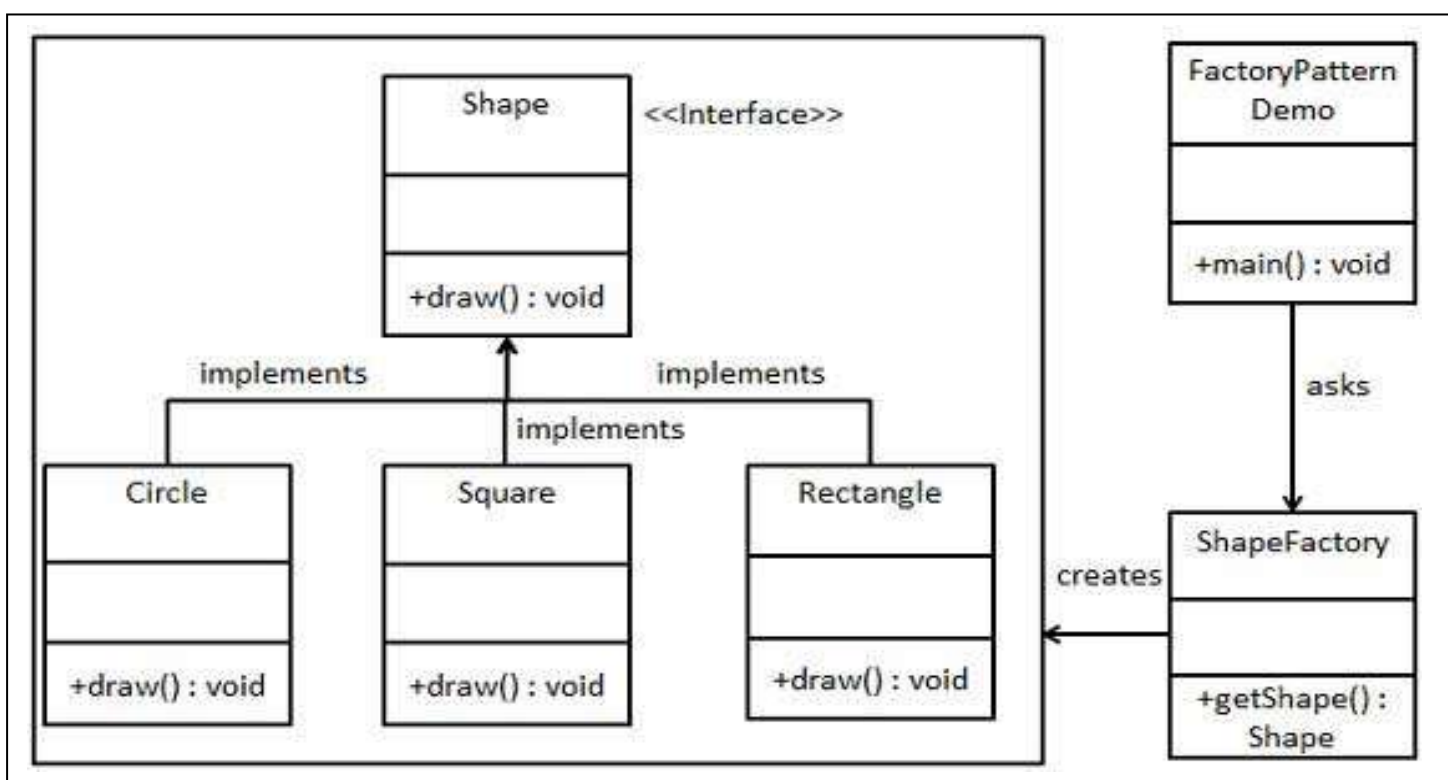 Shape
<<Interface>>
+draw() : void
implements
implements
implements
Circle
+draw() : void
Square
+draw() : void
Rectangle
+draw() : void
FactoryPattern
Demo
+main() : void
asks
ShapeFactory
+getShape() :
Shape
creates